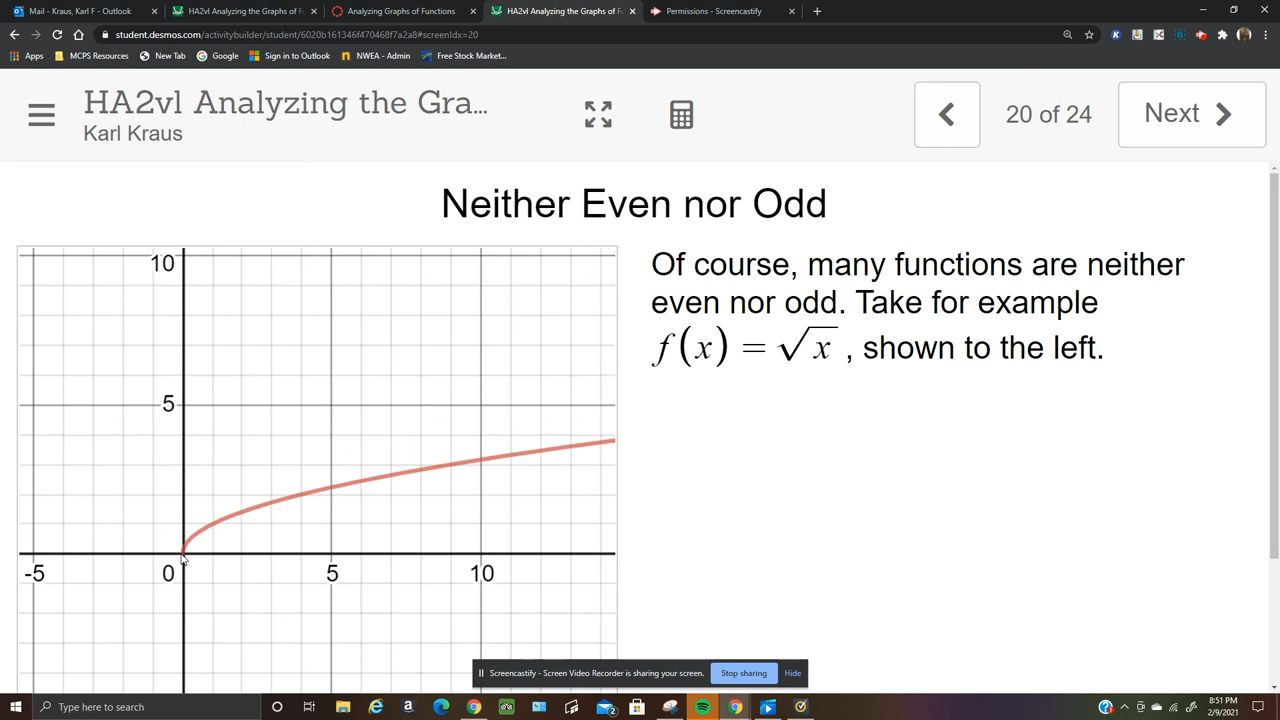 Mail - Kraus, Karl F - Outlook
HA2vl Analyzing the Graphs of F
Analyzing Graphs of Functions
HA2vl Analyzing the Graphs of F
Permissions - Screencastify
student.desmos.com/activitybuilder/student/6020b161346f470468f7a2a8#screenIdx=20
Apps
MCPS Resources
New Tab
Google
Sign in to Outlook
NWEA - Admin
Free Stock Market...
HA2vl Analyzing the Gra...
Karl Kraus
20 of 24
Next
Neither Even nor Odd
Of course, many functions are neither
even nor odd. Take for example
f(x) = √x , shown to the left.
10
5
-5
0
5
10
Screencastify - Screen Video Recorder is sharing your screen.
Stop sharing
Hide
Type here to search
2
8:51 PM
2/9/2021